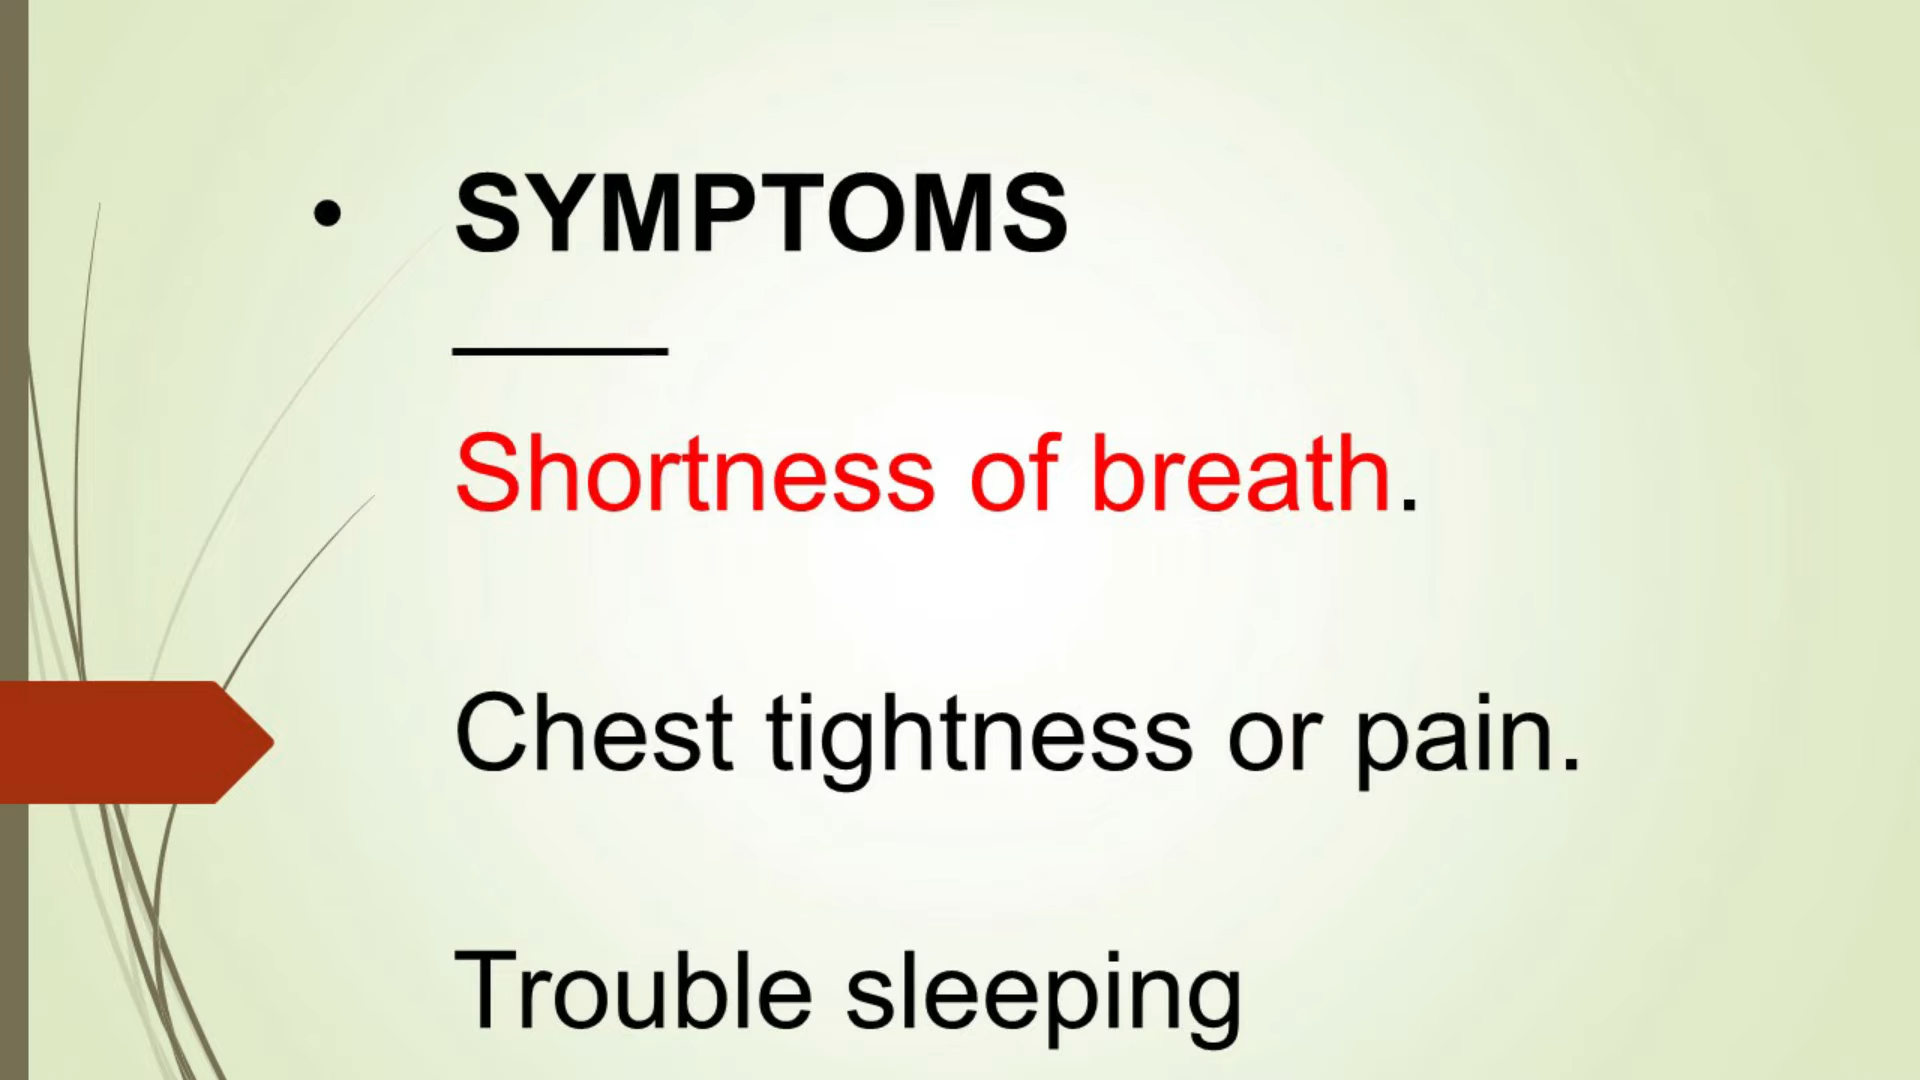 • SYMPTOMS
Shortness of breath.
Chest tightness or pain.
Trouble sleeping